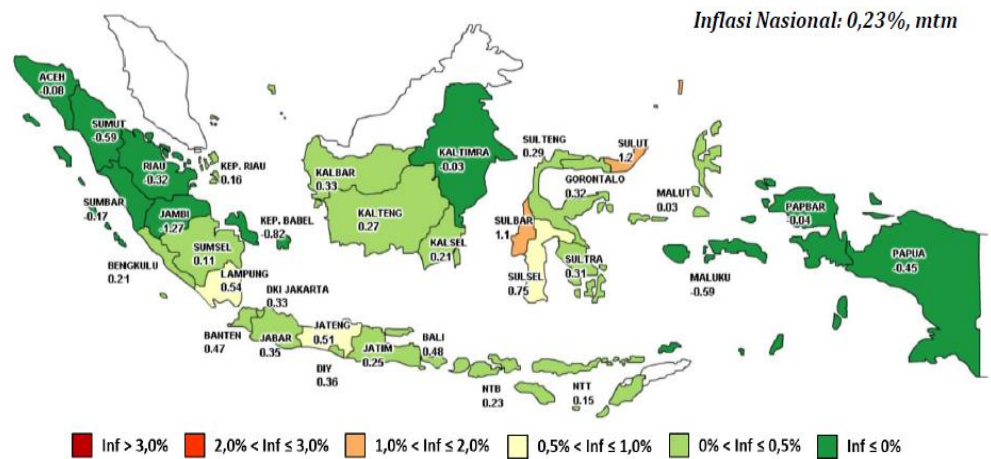 Inflasi Nasional: 0,23%, mtm
ACEH
-0.08
SUMUT
-0.59
RIAU
-0.32
KEP. RIAU
0.16
SUMBAR
-0.17
JAMBI
-1.27
KEP. BABEL
-0.82
SUMSEL
0.11
BENGKULU
0.21
LAMPUNG
0.54
DKI JAKARTA
0.33
BANTEN
0.47
JABAR
0.35
JATENG
0.51
DIY
0.36
JATIM
0.25
BALI
0.48
NTB
0.23
NTT
0.15
KALBAR
0.33
KALTENG
0.27
KALTIMRA
-0.03
KALSEL
0.21
SULTENG
0.29
SULUT
1.2
GORONTALO
0.32
SULBAR
1.1
SULSEL
0.75
SULTRA
0.31
MALUT
0.03
MALUKU
-0.59
PAPBAR
-0.04
PAPUA
-0.45
Inf > 3,0%
2,0% < Inf ≤ 3,0%
1,0% < Inf ≤ 2,0%
0,5% < Inf ≤ 1,0%
0% < Inf ≤ 0,5%
Inf ≤ 0%